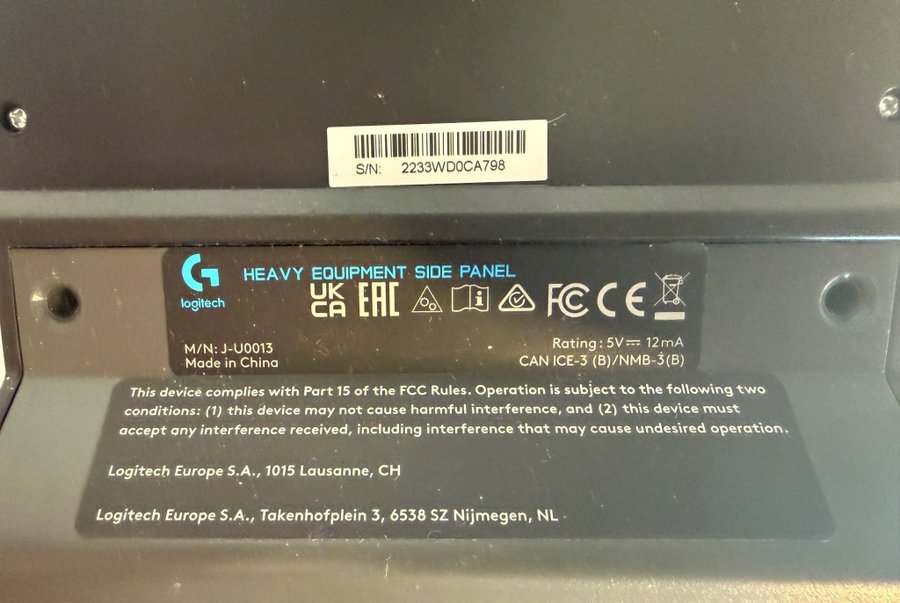 S/N: 2233WD0CA798
logitech
HEAVY EQUIPMENT SIDE PANEL
UK CA EAC FC CE
M/N: J-U0013
Made in China
Rating : 5V⎓ 12mA
CAN ICE-3 (B)/NMB-3(B)
This device complies with Part 15 of the FCC Rules. Operation is subject to the following two
conditions: (1) this device may not cause harmful interference, and (2) this device must
accept any interference received, including interference that may cause undesired operation.
Logitech Europe S.A., 1015 Lausanne, CH
Logitech Europe S.A., Takenhofplein 3, 6538 SZ Nijmegen, NL